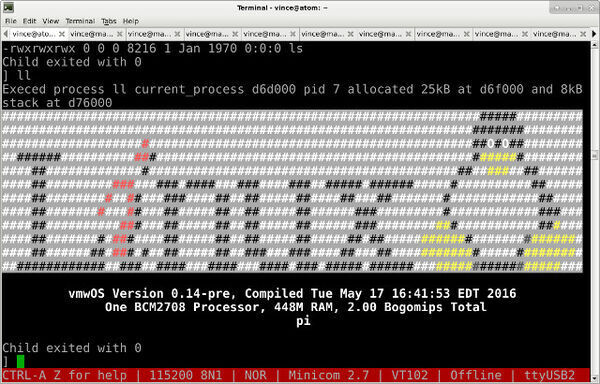 Terminal - vince@atom: ~
File Edit View Terminal Tabs Help
vince@ato... vince@ma... vince@ma... vince@ma... vince@ma... vince@ma... vince@ma... vince@ma... vince@ma...
-rwxrwxrwx 0 0 0 8216 1 Jan 1970 0:0:0 ls
Child exited with 0
] ll
Execed process ll current_process d6d000 pid 7 allocated 25kB at d6f000 and 8kB
stack at d76000
Linux
vmwOS Version 0.14-pre, Compiled Tue May 17 16:41:53 EDT 2016
One BCM2708 Processor, 448M RAM, 2.00 Bogomips Total
pi
Child exited with 0
]
CTRL-A Z for help | 115200 8N1 | NOR | Minicom 2.7 | VT102 | Offline | ttyUSB2